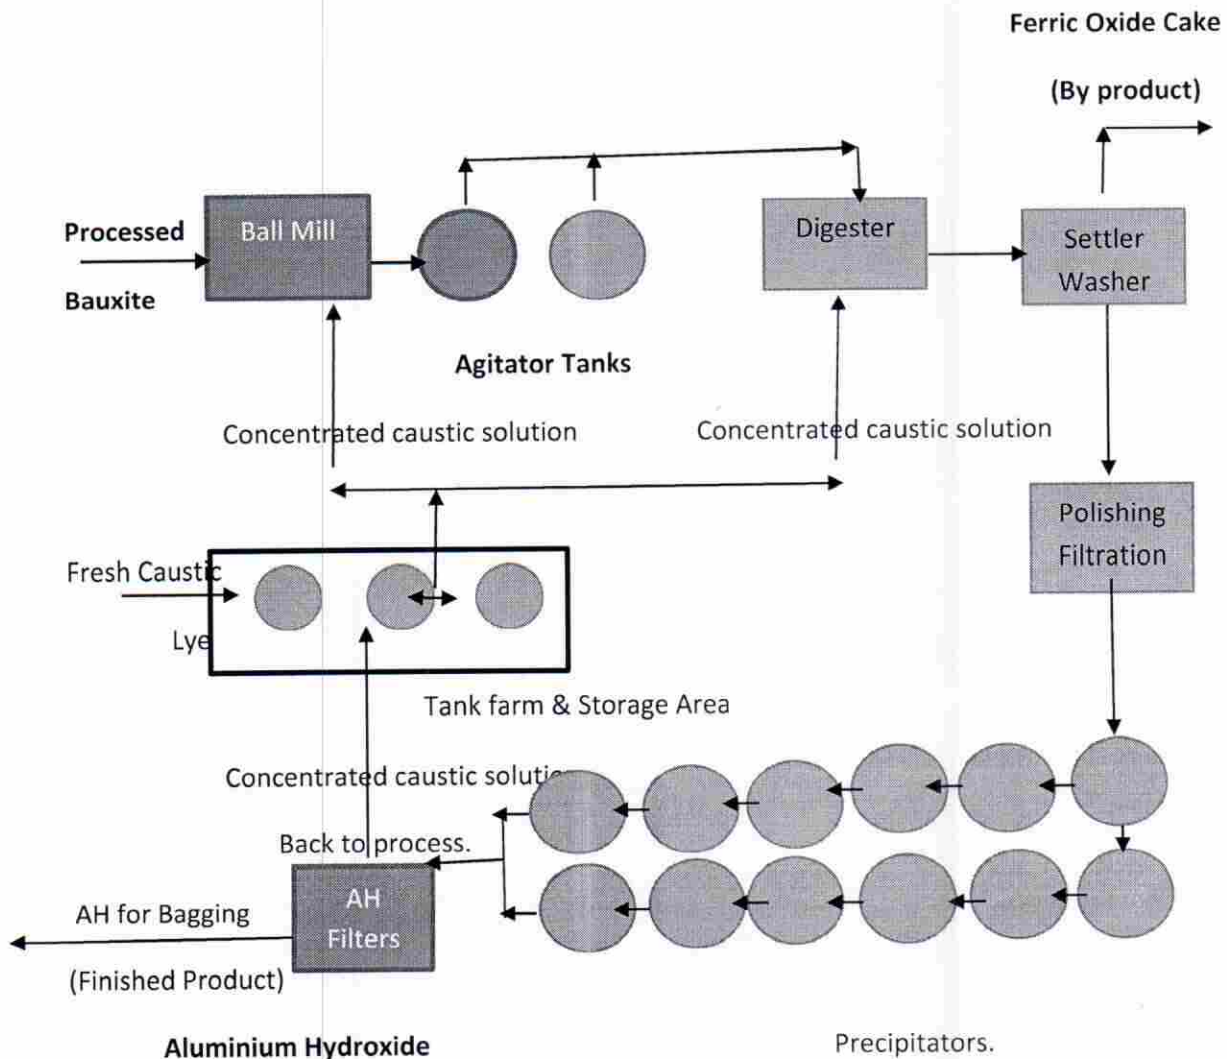 Ferric Oxide Cake
(By product)
Processed
Bauxite
Ball Mill
Digester
Settler
Washer
Agitator Tanks
Concentrated caustic solution
Concentrated caustic solution
Polishing
Filtration
Fresh Caustic
Lye
Tank farm & Storage Area
Concentrated caustic
Back to process.
AH
Filters
AH for Bagging
(Finished Product)
Aluminium Hydroxide
Precipitators.